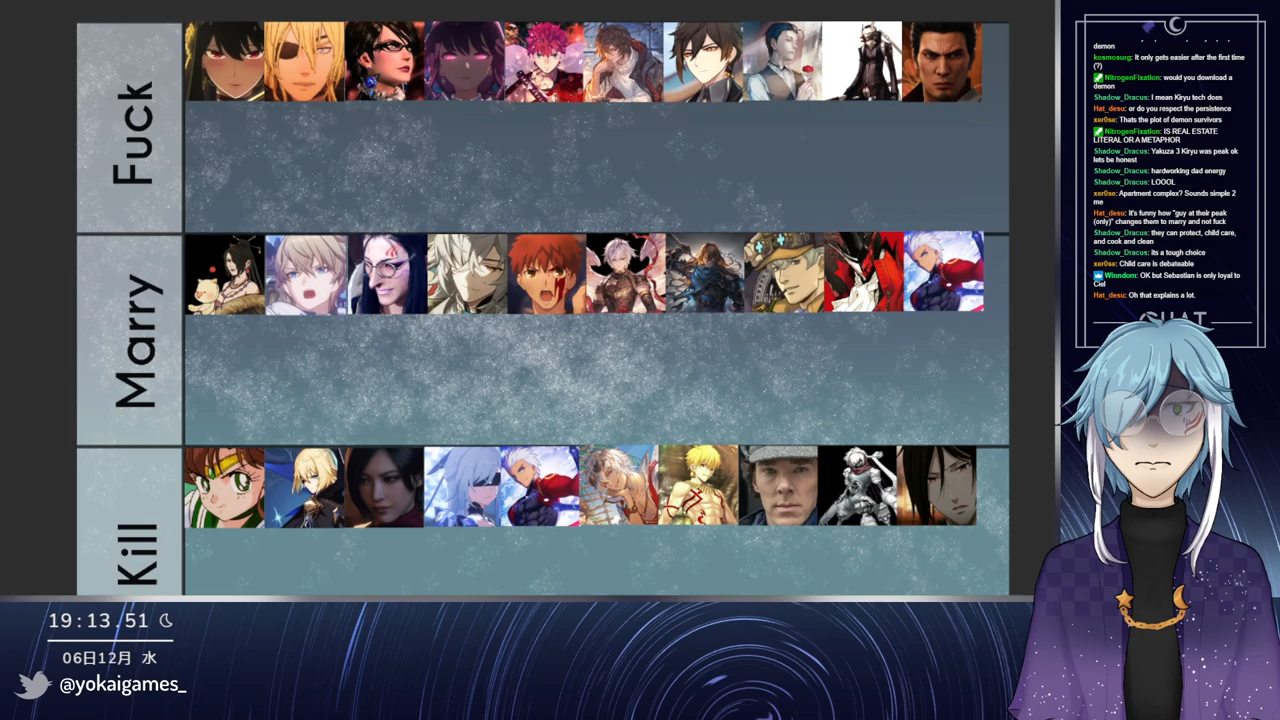 Fuck
Marry
Kill
demon
kosmosurg: It only gets easier after the first time
(?)
NitrogenFixation: would you download a
demon
Shadow_Dracus: I mean Kiryu tech does
Hat_desu: or do you respect the persistence
xer0se: Thats the plot of demon survivors
NitrogenFixation: IS REAL ESTATE
LITERAL OR A METAPHOR
Shadow_Dracus: Yakuza 3 Kiryu was peak ok
lets be honest
Shadow_Dracus: hardworking dad energy
Shadow_Dracus: LOOOL
xer0se: Apartment complex? Sounds simple 2
me
Hat_desu: It's funny how "guy at their peak
(only)" changes them to marry and not fuck
Shadow_Dracus: they can protect, child care,
and cook and clean
Shadow_Dracus: Its a tough choice
xer0se: Child care is debateable
Winndom: OK but Sebastian is only loyal to
Ciel
Hat_desu: Oh that explains a lot.
CHAT
19:13.51
06日12月 水
@yokaigames_